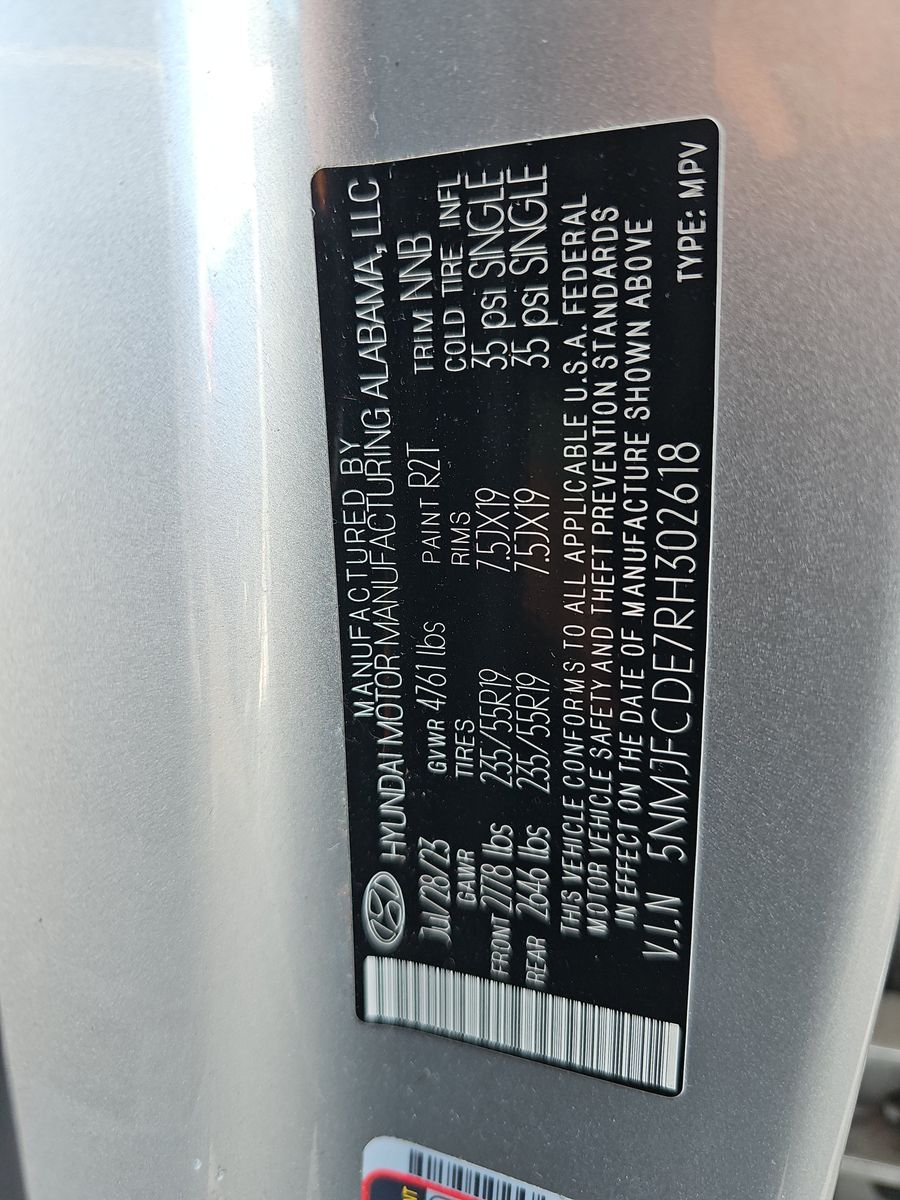 MANUFACTURED BY
HYUNDAI MOTOR MANUFACTURING ALABAMA, LLC
Jul/28/23 GVWR 4761 lbs PAINT R2T TRIM NNB
GAWR TIRES RIMS COLD TIRE INFL
FRONT 2778 lbs 235/55R19 7.5JX19 35 psi SINGLE
REAR 2646 lbs 235/55R19 7.5JX19 35 psi SINGLE
THIS VEHICLE CONFORMS TO ALL APPLICABLE U.S.A. FEDERAL
MOTOR VEHICLE SAFETY AND THEFT PREVENTION STANDARDS
IN EFFECT ON THE DATE OF MANUFACTURE SHOWN ABOVE
V.I.N 5NMJFCDE7RH302618 TYPE: MPV